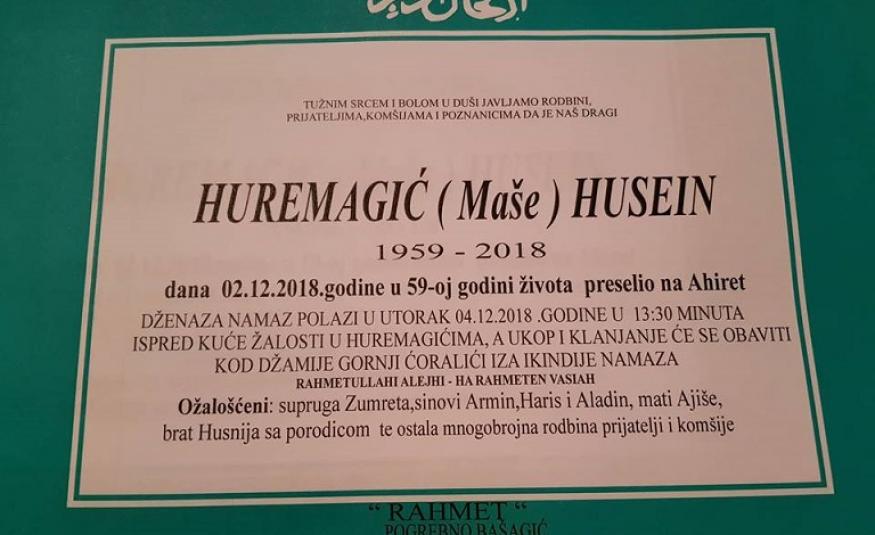 TUŽNIM SRCEM I BOLOM U DUŠI JAVLJAMO RODBINI,
PRIJATELJIMA,KOMŠIJAMA I POZNANICIMA DA JE NAŠ DRAGI
HUREMAGIĆ ( Maše ) HUSEIN
1959 - 2018
dana 02.12.2018.godine u 59-oj godini života preselio na Ahiret
DŽENAZA NAMAZ POLAZI U UTORAK 04.12.2018 .GODINE U 13:30 MINUTA
ISPRED KUĆE ŽALOSTI U HUREMAGIĆIMA, A UKOP I KLANJANJE ĆE SE OBAVITI
KOD DŽAMIJE GORNJI ĆORALIĆI IZA IKINDIJE NAMAZA
RAHMETULLAHI ALEJHI - HA RAHMETEN VASIAH
Ožalošćeni: supruga Zumreta,sinovi Armin,Haris i Aladin, mati Ajiše,
brat Husnija sa porodicom te ostala mnogobrojna rodbina prijatelji i komšije
“ RAHMET “
POGREBNO BAŠAGIĆ